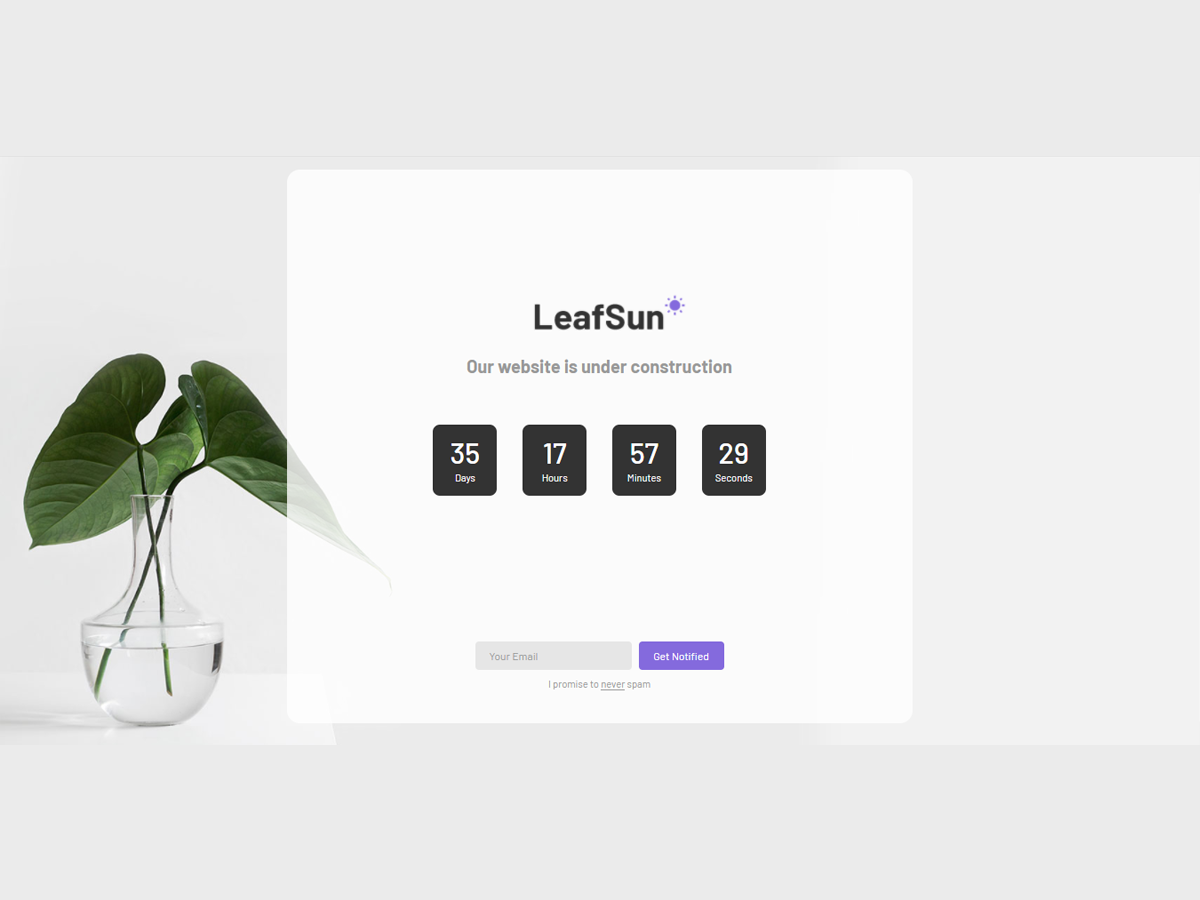 LeafSun
Our website is under construction
35 17 57 29
Days Hours Minutes Seconds
Your Email Get Notified
I promise to never spam